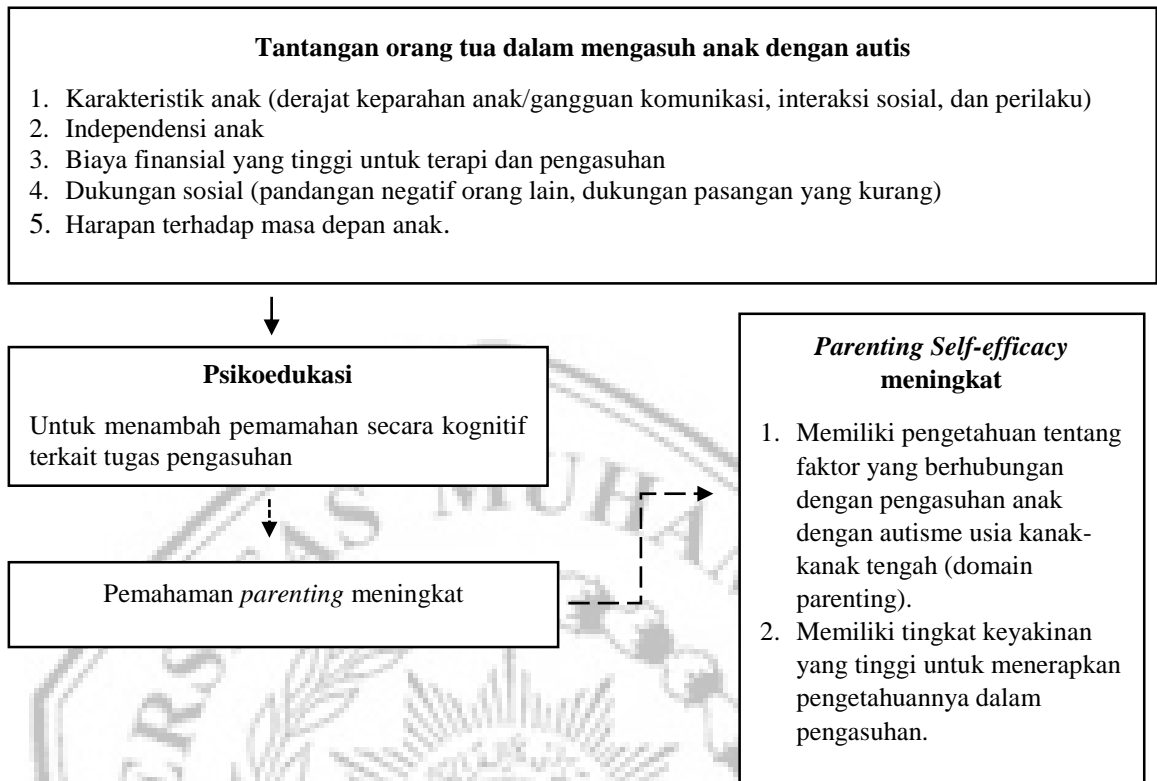 Tantangan orang tua dalam mengasuh anak dengan autis
1. Karakteristik anak (derajat keparahan anak/gangguan komunikasi, interaksi sosial, dan perilaku)
2. Independensi anak
3. Biaya finansial yang tinggi untuk terapi dan pengasuhan
4. Dukungan sosial (pandangan negatif orang lain, dukungan pasangan yang kurang)
5. Harapan terhadap masa depan anak.
Psikoedukasi
Untuk menambah pemamahan secara kognitif
terkait tugas pengasuhan
Pemahaman parenting meningkat
Parenting Self-efficacy
meningkat
1. Memiliki pengetahuan tentang
faktor yang berhubungan
dengan pengasuhan anak
dengan autisme usia kanak-
kanak tengah (domain
parenting).
2. Memiliki tingkat keyakinan
yang tinggi untuk menerapkan
pengetahuannya dalam
pengasuhan.
ERSITAS MUHA